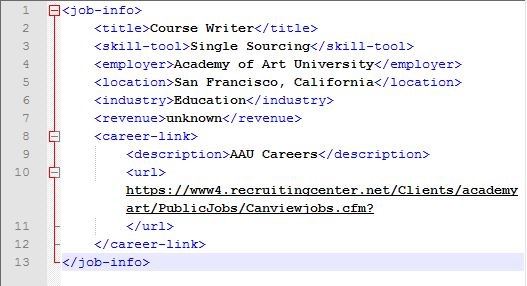 1 <job-info>
2 <title>Course Writer</title>
3 <skill-tool>Single Sourcing</skill-tool>
4 <employer>Academy of Art University</employer>
5 <location>San Francisco, California</location>
6 <industry>Education</industry>
7 <revenue>unknown</revenue>
8 <career-link>
9 <description>AAU Careers</description>
10 <url>
https://www4.recruitingcenter.net/Clients/academy
art/PublicJobs/Canviewjobs.cfm?
11 </url>
12 </career-link>
13 </job-info>